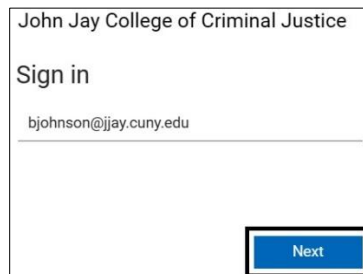 John Jay College of Criminal Justice
Sign in
bjohnson@jjay.cuny.edu
Next